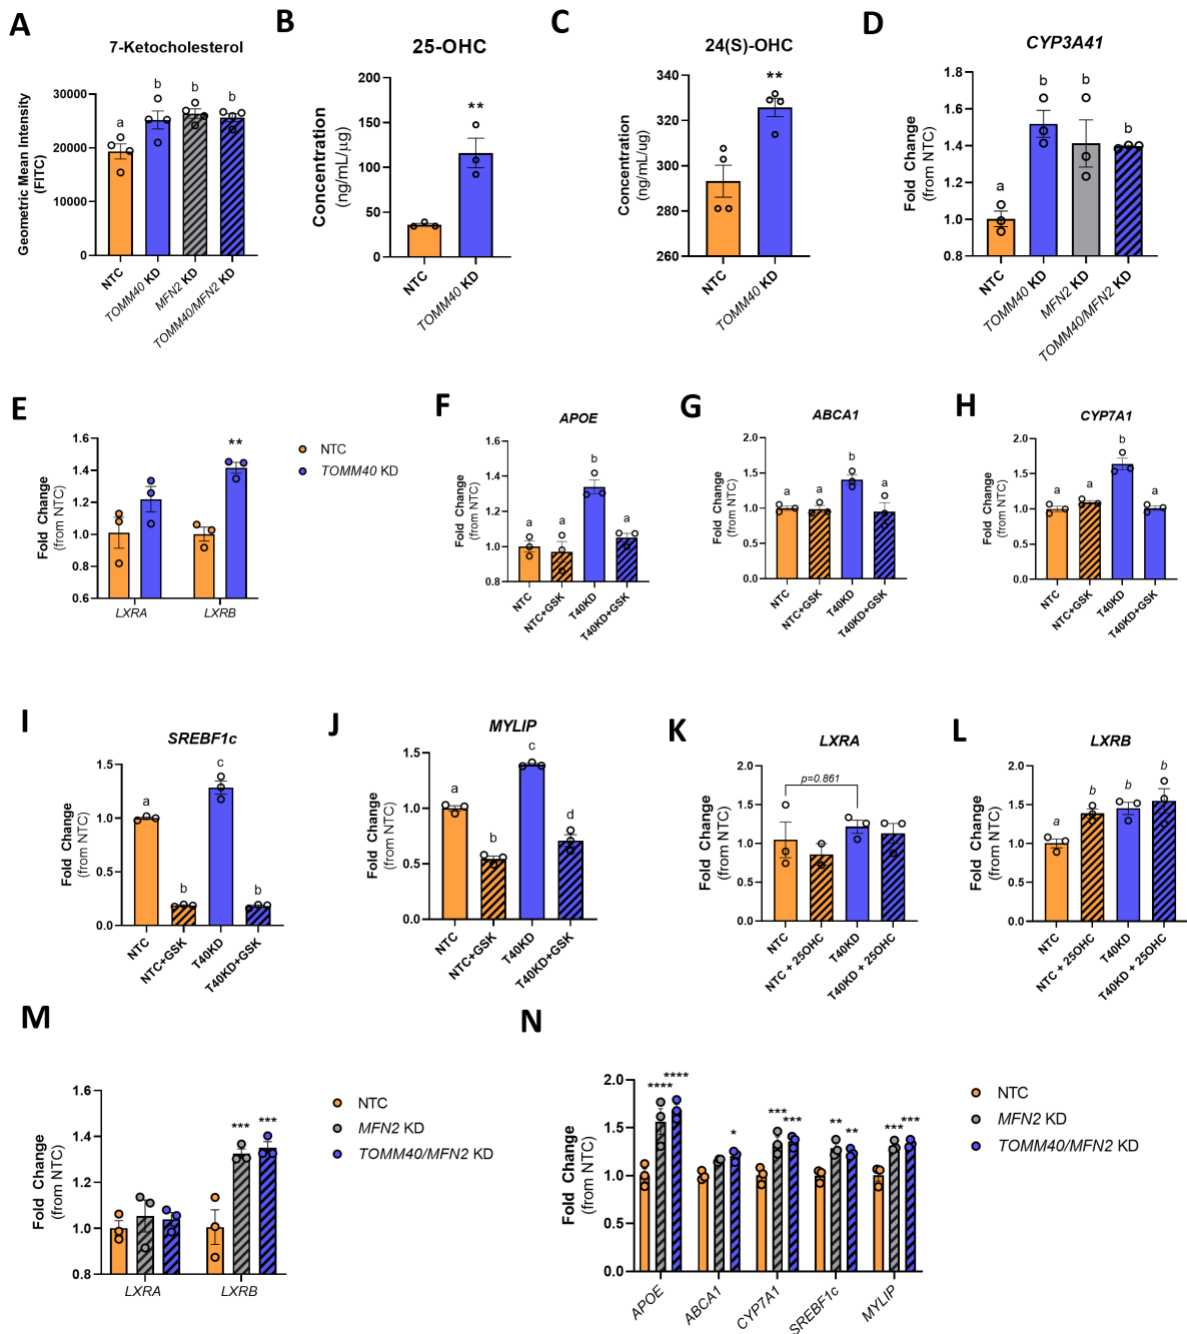 A
7-Ketocholesterol
Geometric Mean Intensity
(FITC)
30000
20000
10000
0
a
b
b
b
NTC
TOMM40 KD
MFN2 KD
TOMM40/MFN2 KD
B
25-OHC
Concentration
(ng/mL/μg)
200
150
100
50
0
**
NTC
TOMM40 KD
C
24(S)-OHC
Concentration
(ng/mL/ug)
340
320
300
280
260
**
NTC
TOMM40 KD
D
CYP3A41
Fold Change
(from NTC)
1.8
1.6
1.4
1.2
1.0
0.8
a
b
b
b
NTC
TOMM40 KD
MFN2 KD
TOMM40/MFN2 KD
E
Fold Change
(from NTC)
1.6
1.4
1.2
1.0
0.8
0.6
**
LXRA
LXRB
NTC
TOMM40 KD
F
APOE
Fold Change
(from NTC)
1.6
1.4
1.2
1.0
0.8
a
a
b
a
NTC
NTC+GSK
T40KD
T40KD+GSK
G
ABCA1
Fold Change
(from NTC)
2.0
1.5
1.0
0.5
0.0
a
a
b
a
NTC
NTC+GSK
T40KD
T40KD+GSK
H
CYP7A1
Fold Change
(from NTC)
2.0
1.5
1.0
0.5
0.0
a
a
b
a
NTC
NTC+GSK
T40KD
T40KD+GSK
I
SREBF1c
Fold Change
(from NTC)
1.5
1.0
0.5
0.0
a
b
c
b
NTC
NTC+GSK
T40KD
T40KD+GSK
J
MYLIP
Fold Change
(from NTC)
1.5
1.0
0.5
0.0
a
b
c
d
NTC
NTC+GSK
T40KD
T40KD+GSK
K
LXRA
Fold Change
(from NTC)
2.0
1.5
1.0
0.5
0.0
p=0.861
NTC
NTC + 25OHC
T40KD
T40KD + 25OHC
L
LXRB
Fold Change
(from NTC)
2.0
1.5
1.0
0.5
0.0
a
b
b
b
NTC
NTC + 25OHC
T40KD
T40KD + 25OHC
M
Fold Change
(from NTC)
1.6
1.4
1.2
1.0
0.8
***
***
LXRA
LXRB
NTC
MFN2 KD
TOMM40/MFN2 KD
N
Fold Change
(from NTC)
2.0
1.5
1.0
0.5
0.0
****
****
*
***
***
**
**
***
***
APOE
ABCA1
CYP7A1
SREBF1c
MYLIP
NTC
MFN2 KD
TOMM40/MFN2 KD